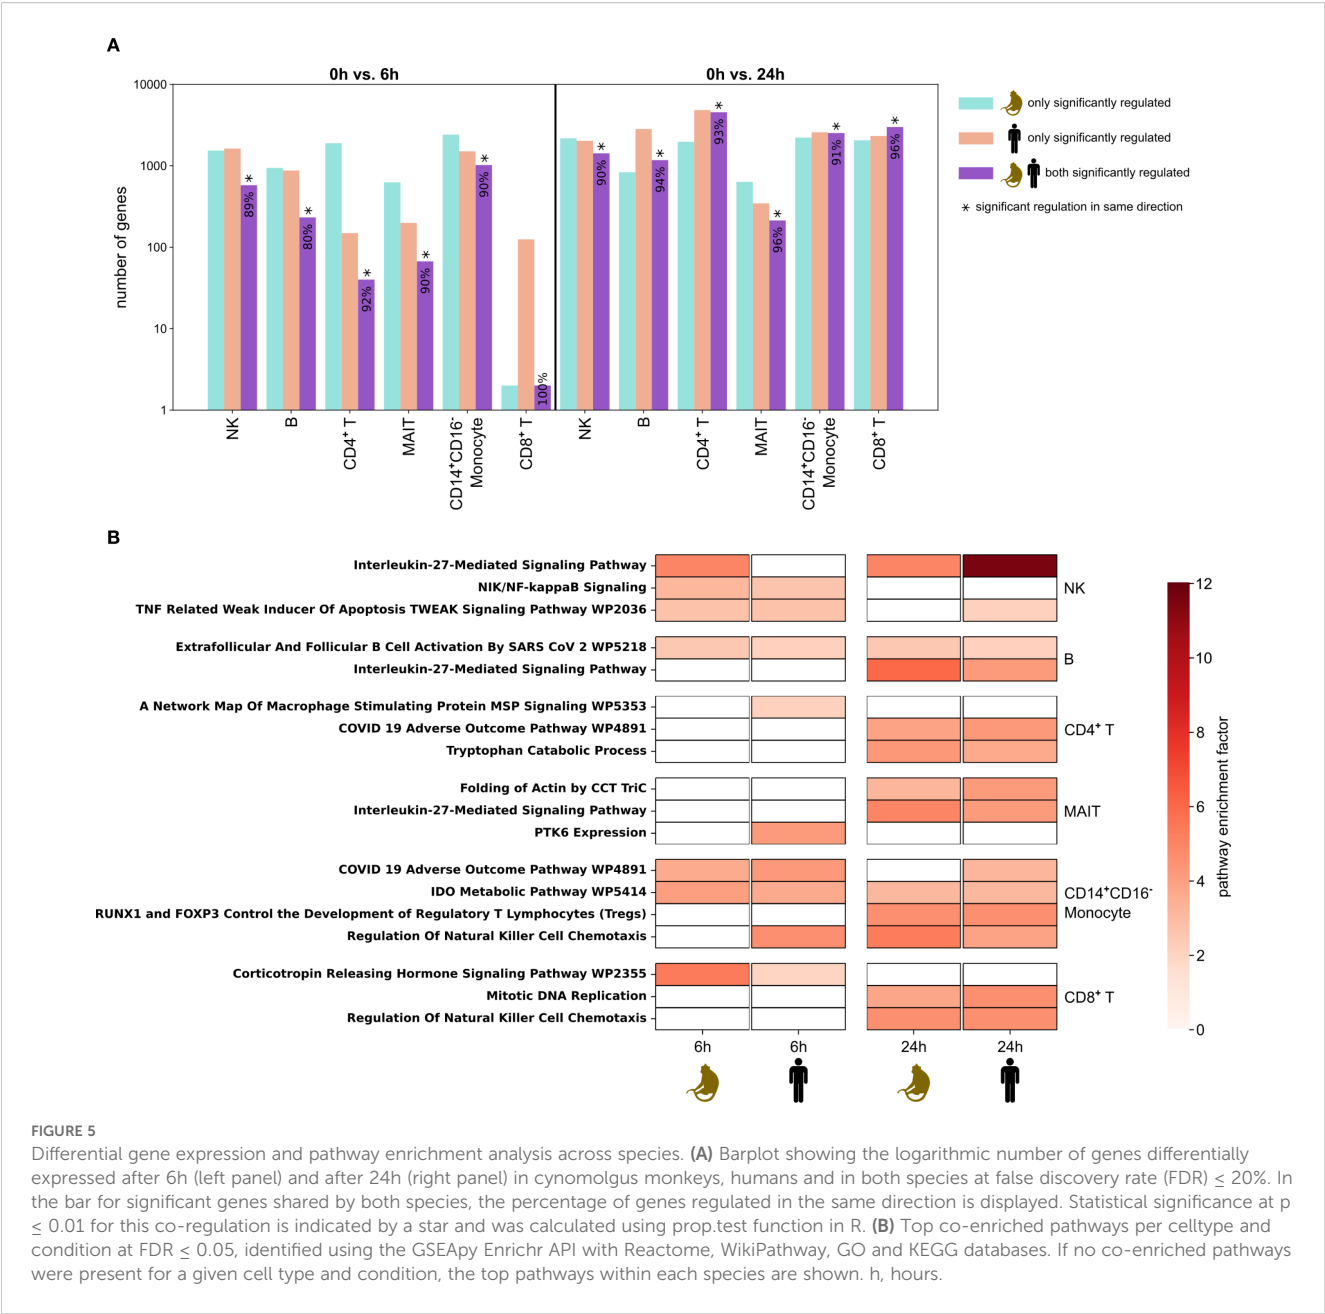 A
0h vs. 6h
0h vs. 24h
10000
1000
100
10
1
number of genes
89%
*
80%
*
92%
*
90%
*
90%
*
100%
90%
*
94%
*
93%
*
96%
*
91%
*
96%
*
NK
B
CD4+ T
MAIT
CD14+CD16-
Monocyte
CD8+ T
NK
B
CD4+ T
MAIT
CD14+CD16-
Monocyte
CD8+ T
only significantly regulated
only significantly regulated
both significantly regulated
* significant regulation in same direction
B
Interleukin-27-Mediated Signaling Pathway
NIK/NF-kappaB Signaling
TNF Related Weak Inducer Of Apoptosis TWEAK Signaling Pathway WP2036
NK
Extrafollicular And Follicular B Cell Activation By SARS CoV 2 WP5218
Interleukin-27-Mediated Signaling Pathway
B
A Network Map Of Macrophage Stimulating Protein MSP Signaling WP5353
COVID 19 Adverse Outcome Pathway WP4891
Tryptophan Catabolic Process
CD4+ T
Folding of Actin by CCT TriC
Interleukin-27-Mediated Signaling Pathway
PTK6 Expression
MAIT
COVID 19 Adverse Outcome Pathway WP4891
IDO Metabolic Pathway WP5414
RUNX1 and FOXP3 Control the Development of Regulatory T Lymphocytes (Tregs)
Regulation Of Natural Killer Cell Chemotaxis
CD14+CD16-
Monocyte
Corticotropin Releasing Hormone Signaling Pathway WP2355
Mitotic DNA Replication
Regulation Of Natural Killer Cell Chemotaxis
CD8+ T
6h
6h
24h
24h
12
10
8
6
4
2
0
pathway enrichment factor
FIGURE 5
Differential gene expression and pathway enrichment analysis across species. (A) Barplot showing the logarithmic number of genes differentially
expressed after 6h (left panel) and after 24h (right panel) in cynomolgus monkeys, humans and in both species at false discovery rate (FDR) ≤ 20%. In
the bar for significant genes shared by both species, the percentage of genes regulated in the same direction is displayed. Statistical significance at p
≤ 0.01 for this co-regulation is indicated by a star and was calculated using prop.test function in R. (B) Top co-enriched pathways per celltype and
condition at FDR ≤ 0.05, identified using the GSEApy Enrichr API with Reactome, WikiPathway, GO and KEGG databases. If no co-enriched pathways
were present for a given cell type and condition, the top pathways within each species are shown. h, hours.